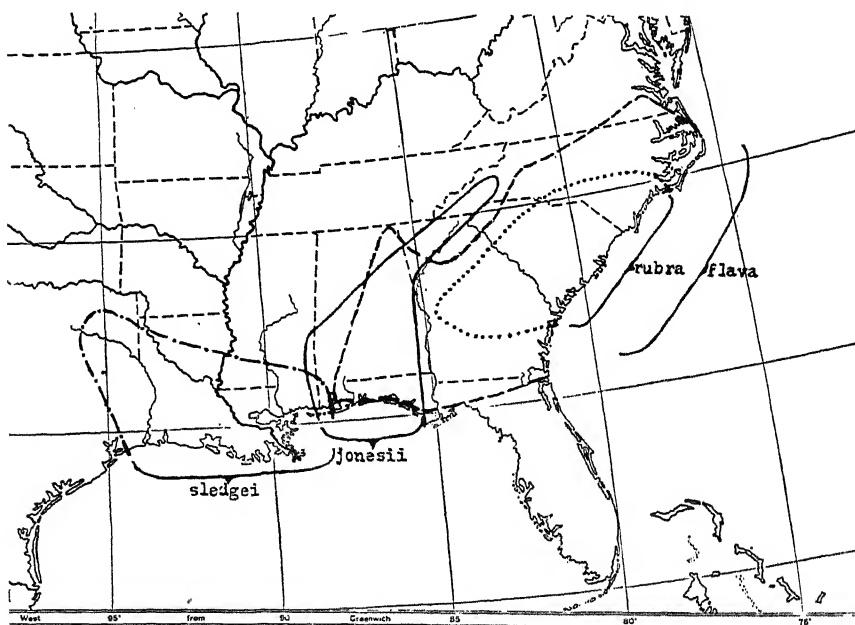 rubra
flava
jonesii
sledgei
West 95° from 90 Greenwich 85 80° 75°